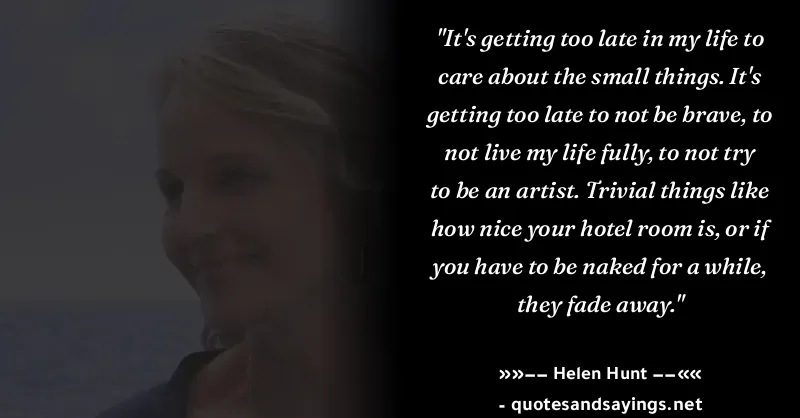 "It's getting too late in my life to
care about the small things. It's
getting too late to not be brave, to
not live my life fully, to not try
to be an artist. Trivial things like
how nice your hotel room is, or if
you have to be naked for a while,
they fade away."
»»−− Helen Hunt −−««
- quotesandsayings.net